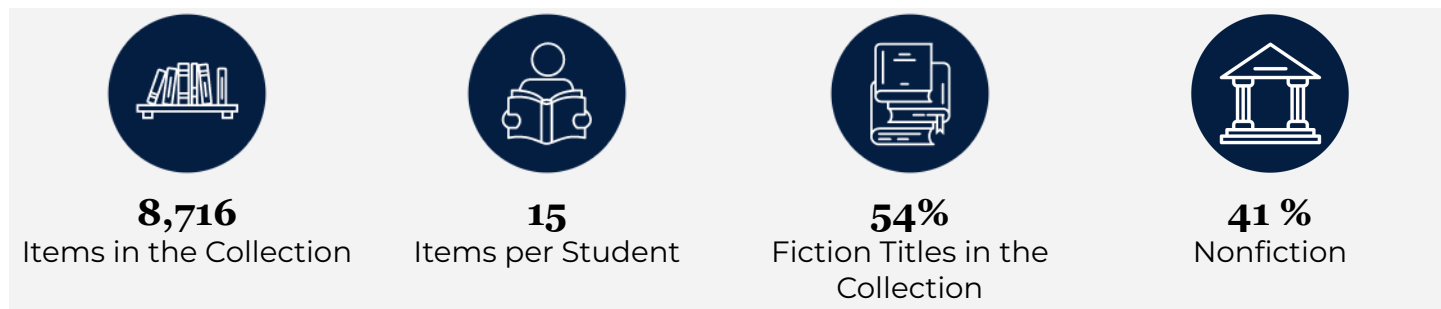 8,716
Items in the Collection
15
Items per Student
54%
Fiction Titles in the
Collection
41 %
Nonfiction